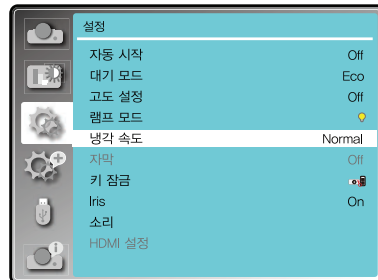 설정
자동 시작 Off
대기 모드 Eco
고도 설정 Off
램프 모드
냉각 속도 Normal
자막 Off
키 잠금
Iris On
소리
HDMI 설정